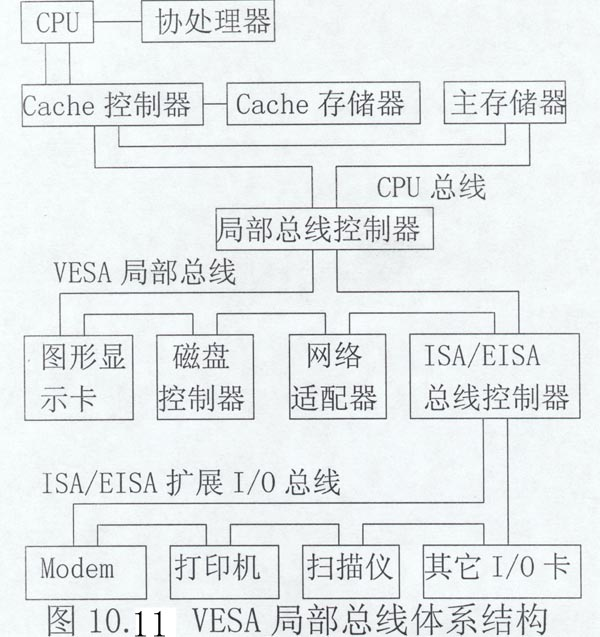 CPU
协处理器
Cache 控制器
Cache 存储器
主存储器
CPU 总线
局部总线控制器
VESA 局部总线
图形显
示卡
磁盘
控制器
网络
适配器
ISA/EISA
总线控制器
ISA/EISA 扩展 I/O 总线
Modem
打印机
扫描仪
其它 I/O 卡
图 10.11 VESA 局部总线体系结构